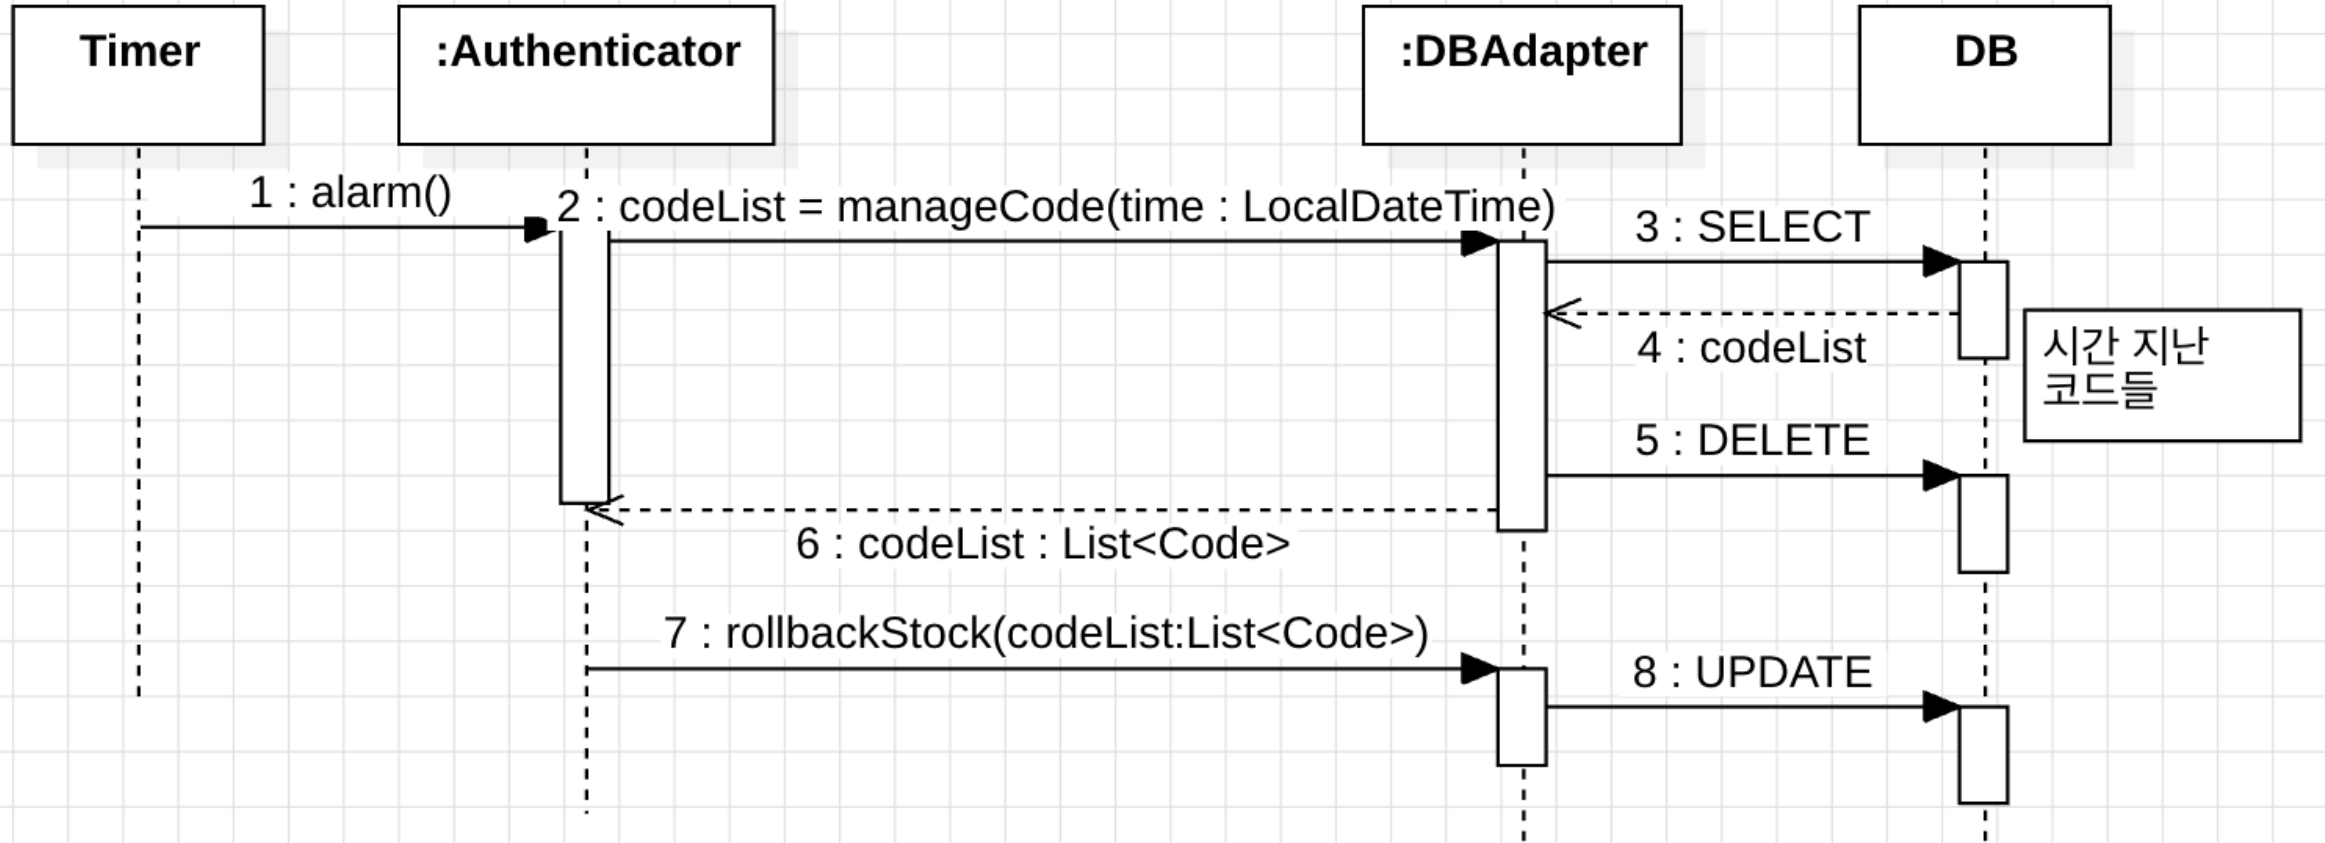 Timer
:Authenticator
:DBAdapter
DB
1 : alarm()
2 : codeList = manageCode(time : LocalDateTime)
3 : SELECT
4 : codeList
시간 지난
코드들
5 : DELETE
6 : codeList : List<Code>
7 : rollbackStock(codeList:List<Code>)
8 : UPDATE